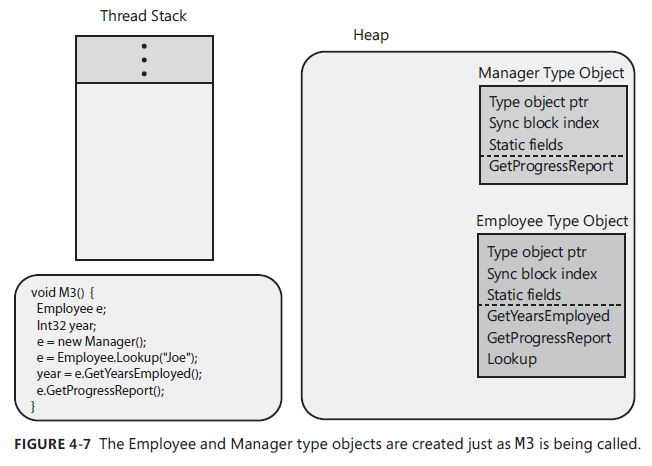 Thread Stack
Heap
Manager Type Object
Type object ptr
Sync block index
Static fields
GetProgressReport
Employee Type Object
Type object ptr
Sync block index
Static fields
GetYearsEmployed
GetProgressReport
Lookup
void M3() {
Employee e;
Int32 year;
e = new Manager();
e = Employee.Lookup("Joe");
year = e.GetYearsEmployed();
e.GetProgressReport();
}
FIGURE 4-7 The Employee and Manager type objects are created just as M3 is being called.